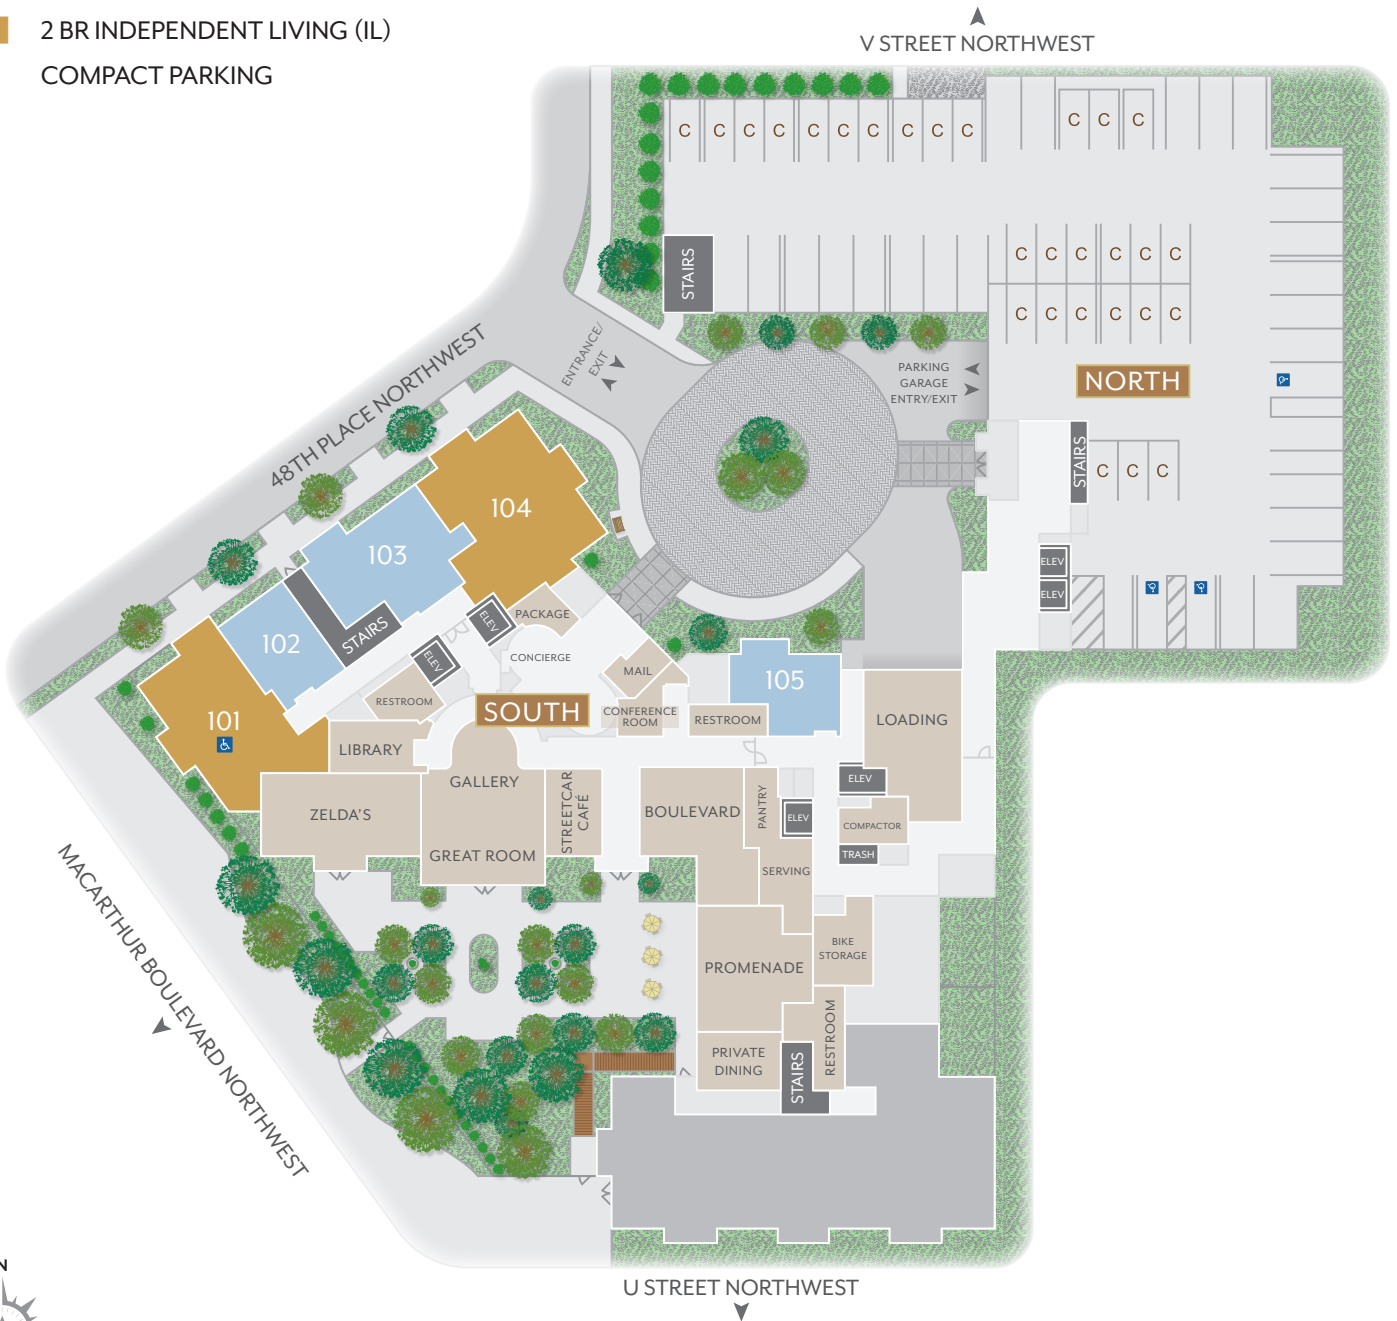 2 BR INDEPENDENT LIVING (IL)
COMPACT PARKING
V STREET NORTHWEST
C C C C C C C C C C
C C C
C C C C C C
C C C C C C
STAIRS
ENTRANCE/
EXIT
PARKING
GARAGE
ENTRY/EXIT
NORTH
48TH PLACE NORTHWEST
STAIRS
C C C
ELEV
ELEV
104
103
102
STAIRS
101
ELEV
ELEV
PACKAGE
CONCIERGE
MAIL
RESTROOM
SOUTH
CONFERENCE
ROOM
RESTROOM
105
LOADING
LIBRARY
GALLERY
ZELDA'S
GREAT ROOM
STREETCAR
CAFÉ
BOULEVARD
PANTRY
ELEV
ELEV
COMPACTOR
TRASH
SERVING
BIKE
STORAGE
PROMENADE
RESTROOM
PRIVATE
DINING
STAIRS
MACARTHUR BOULEVARD NORTHWEST
U STREET NORTHWEST
N